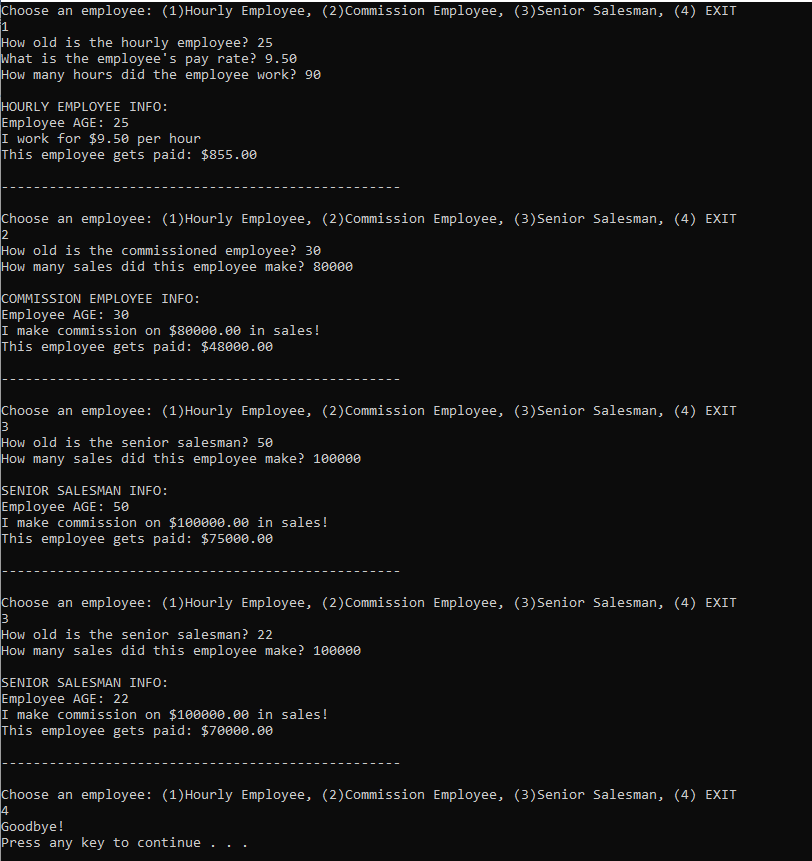 Choose an employee: (1)Hourly Employee, (2)Commission Employee, (3)Senior Salesman, (4) EXIT
1
How old is the hourly employee? 25
What is the employee's pay rate? 9.50
How many hours did the employee work? 90
HOURLY EMPLOYEE INFO:
Employee AGE: 25
I work for $9.50 per hour
This employee gets paid: $855.00
--------------------------------------------------
Choose an employee: (1)Hourly Employee, (2)Commission Employee, (3)Senior Salesman, (4) EXIT
2
How old is the commissioned employee? 30
How many sales did this employee make? 80000
COMMISSION EMPLOYEE INFO:
Employee AGE: 30
I make commission on $80000.00 in sales!
This employee gets paid: $48000.00
--------------------------------------------------
Choose an employee: (1)Hourly Employee, (2)Commission Employee, (3)Senior Salesman, (4) EXIT
3
How old is the senior salesman? 50
How many sales did this employee make? 100000
SENIOR SALESMAN INFO:
Employee AGE: 50
I make commission on $100000.00 in sales!
This employee gets paid: $75000.00
--------------------------------------------------
Choose an employee: (1)Hourly Employee, (2)Commission Employee, (3)Senior Salesman, (4) EXIT
3
How old is the senior salesman? 22
How many sales did this employee make? 100000
SENIOR SALESMAN INFO:
Employee AGE: 22
I make commission on $100000.00 in sales!
This employee gets paid: $70000.00
--------------------------------------------------
Choose an employee: (1)Hourly Employee, (2)Commission Employee, (3)Senior Salesman, (4) EXIT
4
Goodbye!
Press any key to continue . . .